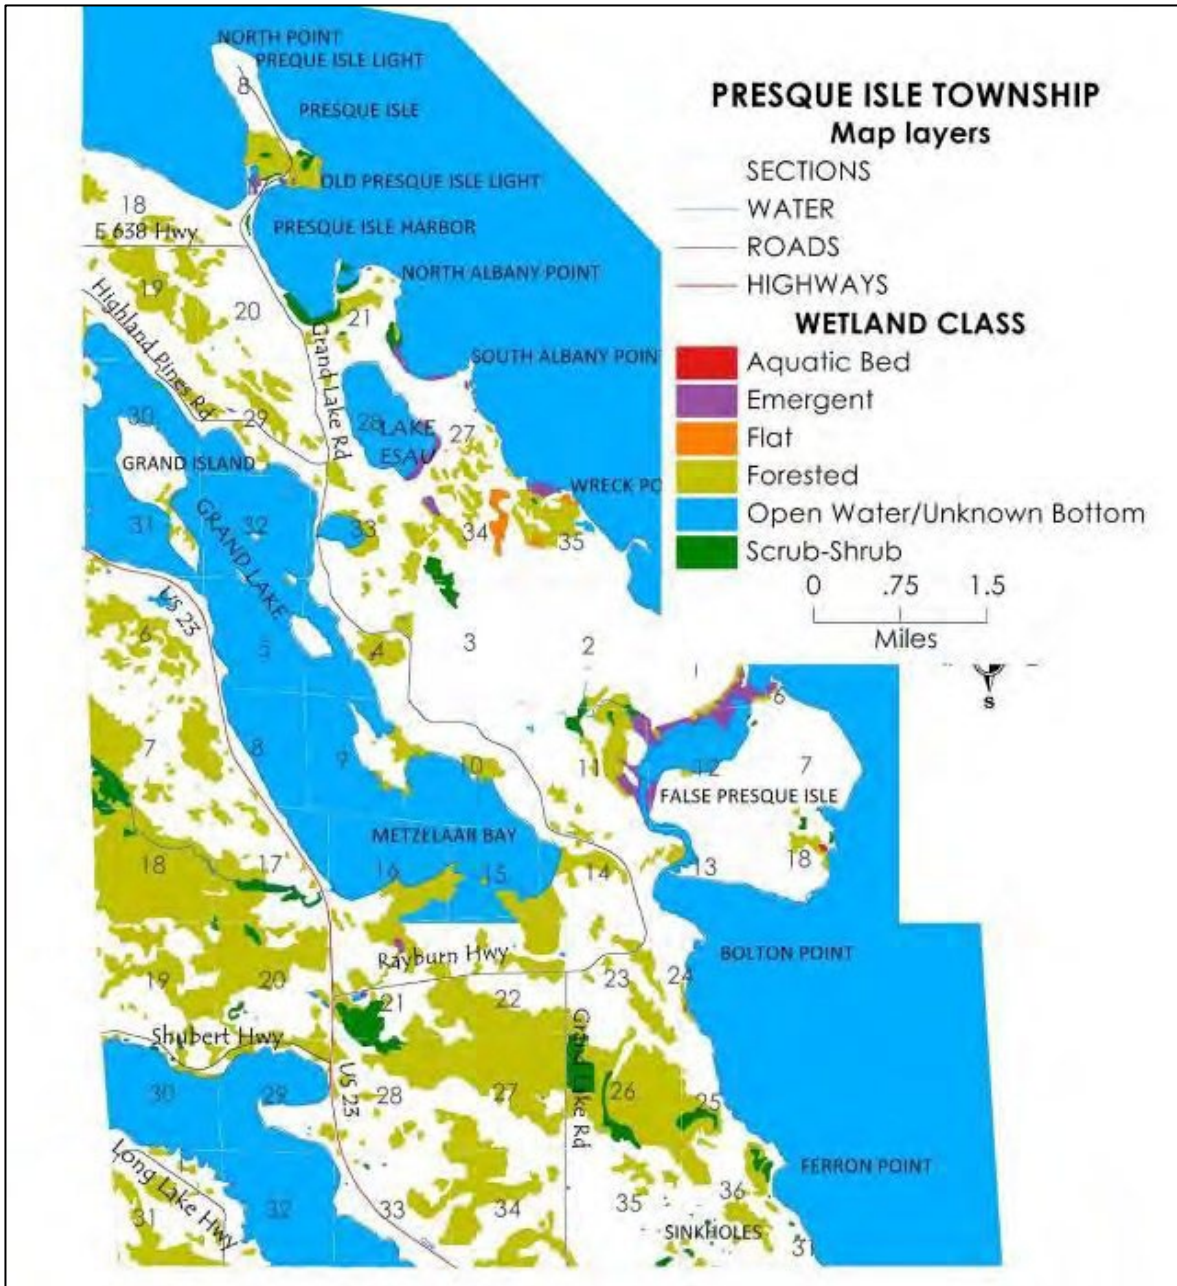 NORTH POINT
PREQUE ISLE LIGHT
8
PRESQUE ISLE
OLD PRESQUE ISLE LIGHT
18
E 638 Hwy
PRESQUE ISLE HARBOR
NORTH ALBANY POINT
19
Highland Pines Rd
20
21
Grand Lake Rd
SOUTH ALBANY POIN
30
29
28
LAKE
ESAU
27
GRAND ISLAND
WRECK PO
31
32
GRAND LAKE
33
34
35
US 23
6
5
4
3
2
1
6
7
8
9
10
11
12
7
FALSE PRESQUE ISLE
METZELAAR BAY
18
17
16
15
14
13
18
Rayburn Hwy
BOLTON POINT
19
20
21
22
23
24
Shubert Hwy
Grand Lake Rd
30
29
US 23
28
27
26
25
Long Lake Hwy
FERRON POINT
31
32
33
34
35
36
SINKHOLES
31
PRESQUE ISLE TOWNSHIP
Map layers
SECTIONS
WATER
ROADS
HIGHWAYS
WETLAND CLASS
Aquatic Bed
Emergent
Flat
Forested
Open Water/Unknown Bottom
Scrub-Shrub
0 .75 1.5
Miles
S